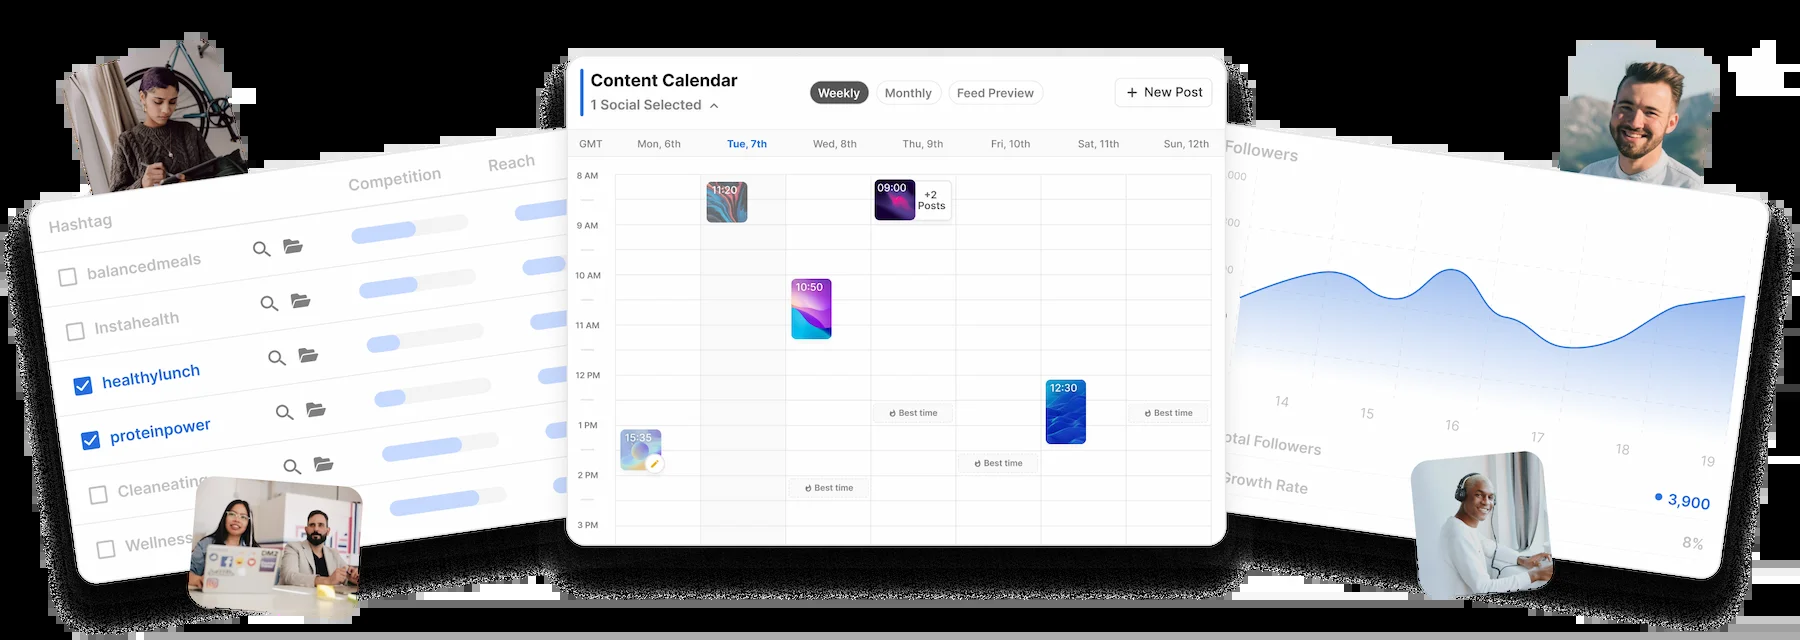 Hashtag
Competition
Reach
balancedmeals
Instahealth
healthylunch
proteinpower
Cleaneating
Wellness
Content Calendar
1 Social Selected
Weekly
Monthly
Feed Preview
+ New Post
GMT
Mon, 6th
Tue, 7th
Wed, 8th
Thu, 9th
Fri, 10th
Sat, 11th
Sun, 12th
8 AM
11:20
09:00
+2
Posts
9 AM
10 AM
10:50
11 AM
12 PM
12:30
Best time
Best time
1 PM
15:35
Best time
2 PM
Best time
3 PM
Followers
000
00
14
15
16
17
18
19
otal Followers
3,900
Growth Rate
8%